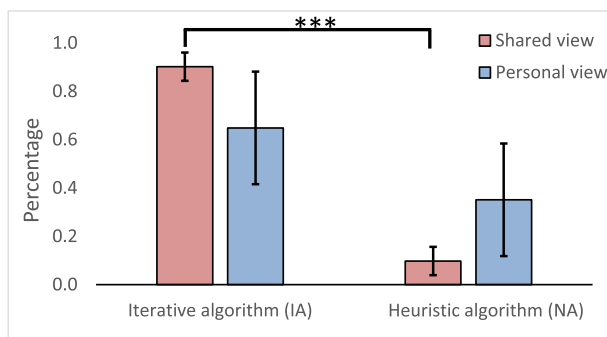 ***
1.0
0.8
0.6
0.4
0.2
0.0
Percentage
Shared view
Personal view
Iterative algorithm (IA)
Heuristic algorithm (NA)